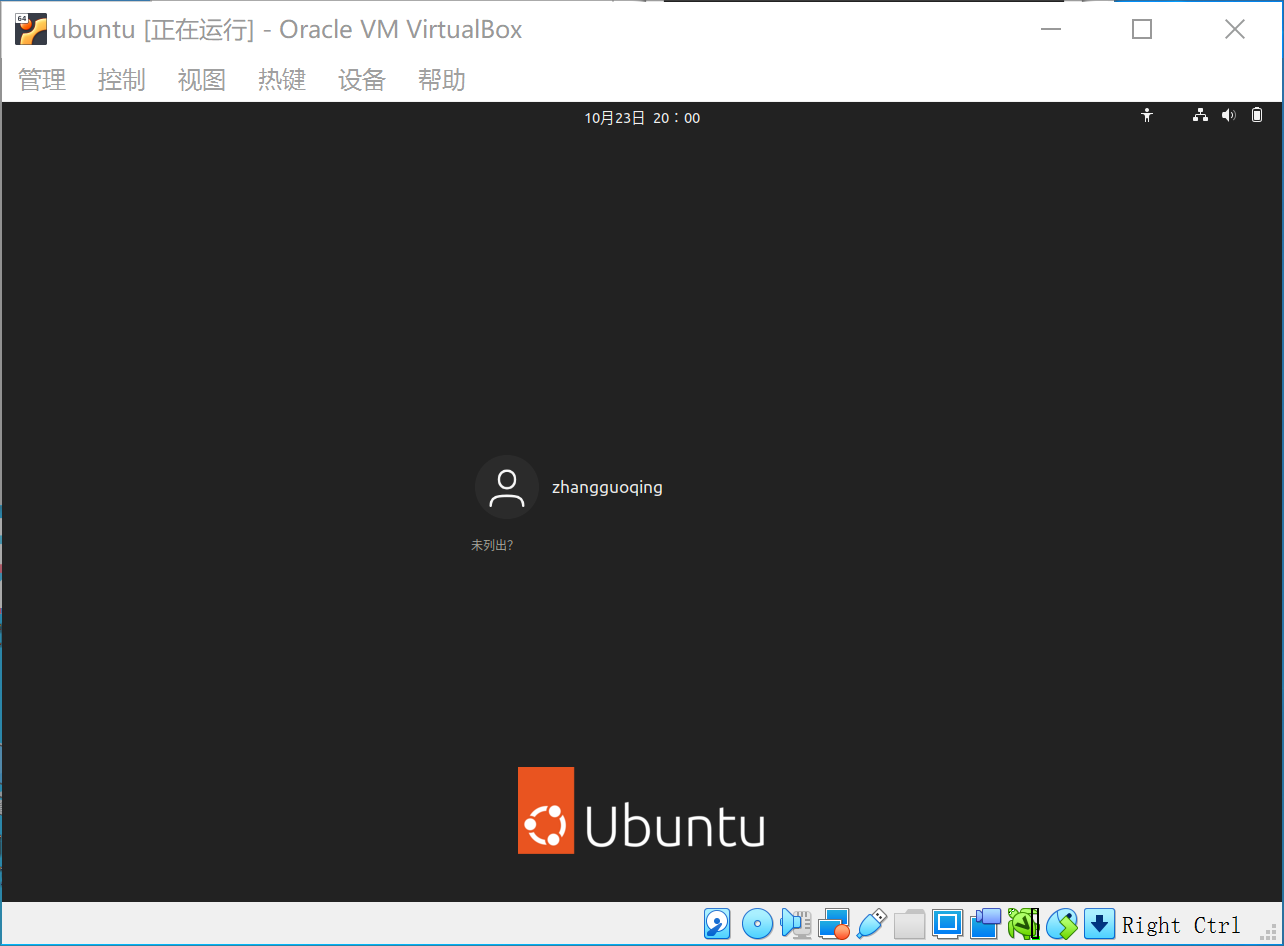 64
ubuntu [正在运行] - Oracle VM VirtualBox
管理 控制 视图 热键 设备 帮助
10月23日 20：00
zhangguoqing
未列出？
Ubuntu
Right Ctrl